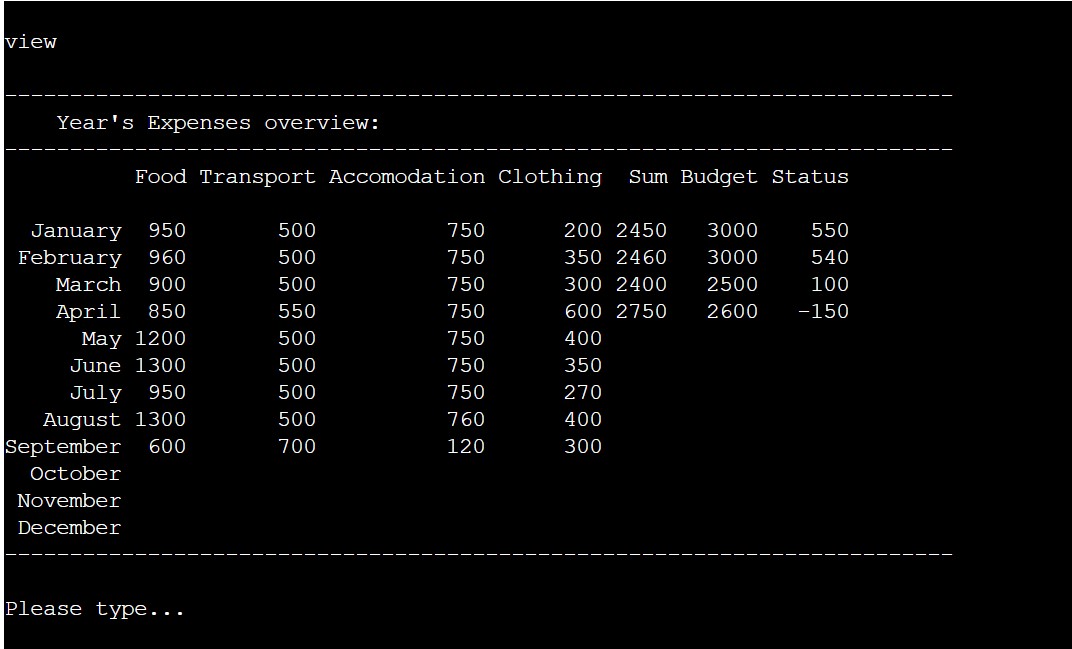 view
--------------------------------------------------------------------------
    Year's Expenses overview:
--------------------------------------------------------------------------
          Food Transport Accomodation Clothing  Sum Budget Status
  January  950       500          750      200 2450   3000    550
 February  960       500          750      350 2460   3000    540
    March  900       500          750      300 2400   2500    100
    April  850       550          750      600 2750   2600   -150
      May 1200       500          750      400
     June 1300       500          750      350
     July  950       500          750      270
   August 1300       500          760      400
September  600       700          120      300
  October
 November
 December
--------------------------------------------------------------------------
Please type...